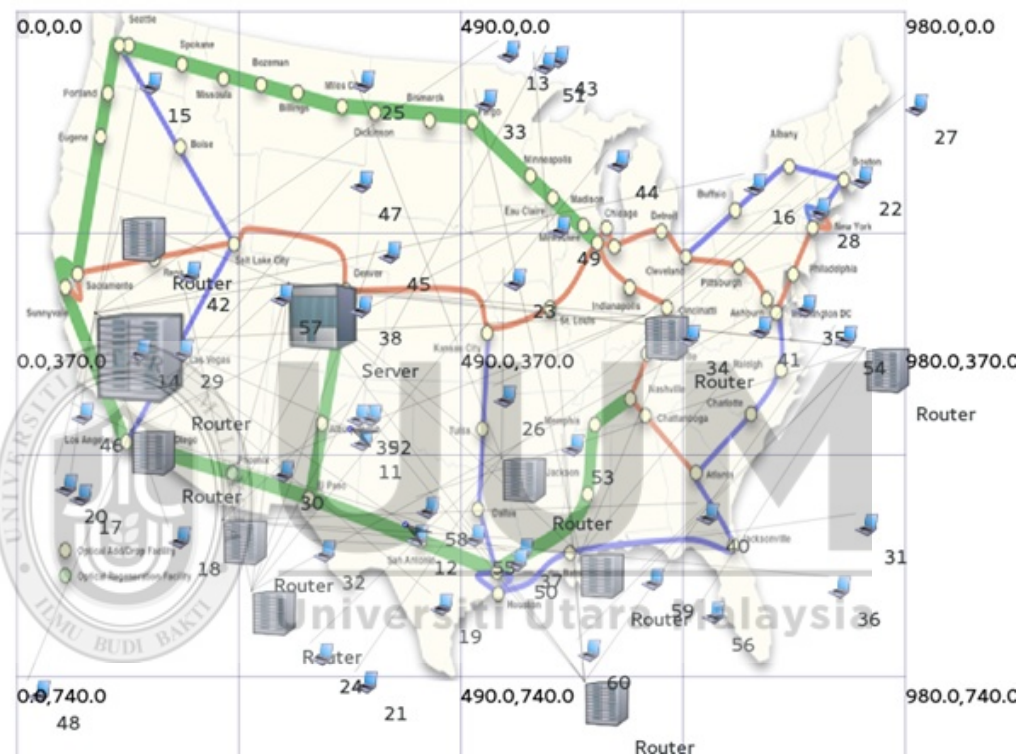 0.0,0.0
490.0,0.0
980.0,0.0
Seattle
Spokane
Bozeman
Portland
Missoula
Billings
Miles City
Bismarck
Dickinson
Fargo
13
43
51
15
25
33
27
Eugene
Boise
Minneapolis
Albany
Boston
Madison
Eau Claire
Chicago
Detroit
Buffalo
44
47
16
22
New York
28
Salt Lake City
Denver
49
Cleveland
Pittsburgh
Philadelphia
Router
Sacramento
45
42
Indianapolis
Cincinnati
Ashburn
Washington DC
Sunnyvale
57
23
St. Louis
38
Kansas City
35
0.0,370.0
490.0,370.0
980.0,370.0
14
29
Las Vegas
Server
34
Router
Raleigh
41
54
Nashville
Router
Charlotte
Chattanooga
Router
Los Angeles
46
Diego
Tulsa
26
Memphis
11
Phoenix
Jackson
Atlanta
53
Router
El Paso
30
20
17
Dallas
Router
58
40
Jacksonville
Optical Add/Drop Facility
San Antonio
12
55
31
Optical Regeneration Facility
18
Router
32
37
50
Houston
59
Router
36
UNIVERSITI
UUM
Universiti Utara Malaysia
ILMU BUDI BAKTI
19
56
Router
24
60
0.0,740.0
490.0,740.0
980.0,740.0
48
21
Router